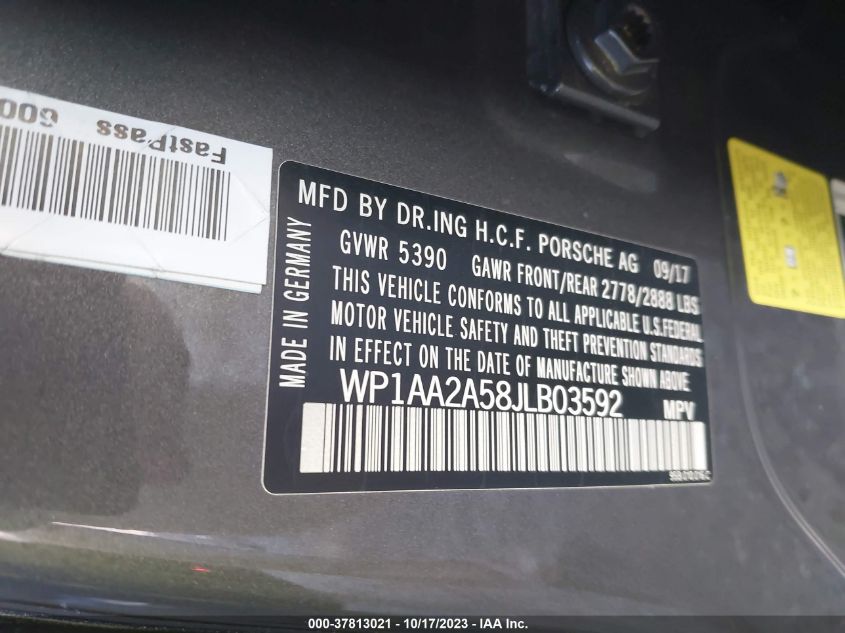 FastPass 600
MFD BY DR.ING H.C.F. PORSCHE AG 09/17
GVWR 5390 GAWR FRONT/REAR 2778/2888 LBS
THIS VEHICLE CONFORMS TO ALL APPLICABLE U.S.FEDERAL
MOTOR VEHICLE SAFETY AND THEFT PREVENTION STANDARDS
IN EFFECT ON THE DATE OF MANUFACTURE SHOWN ABOVE
WP1AA2A58JLB03592 MPV
MADE IN GERMANY
000-37813021 - 10/17/2023 - IAA Inc.